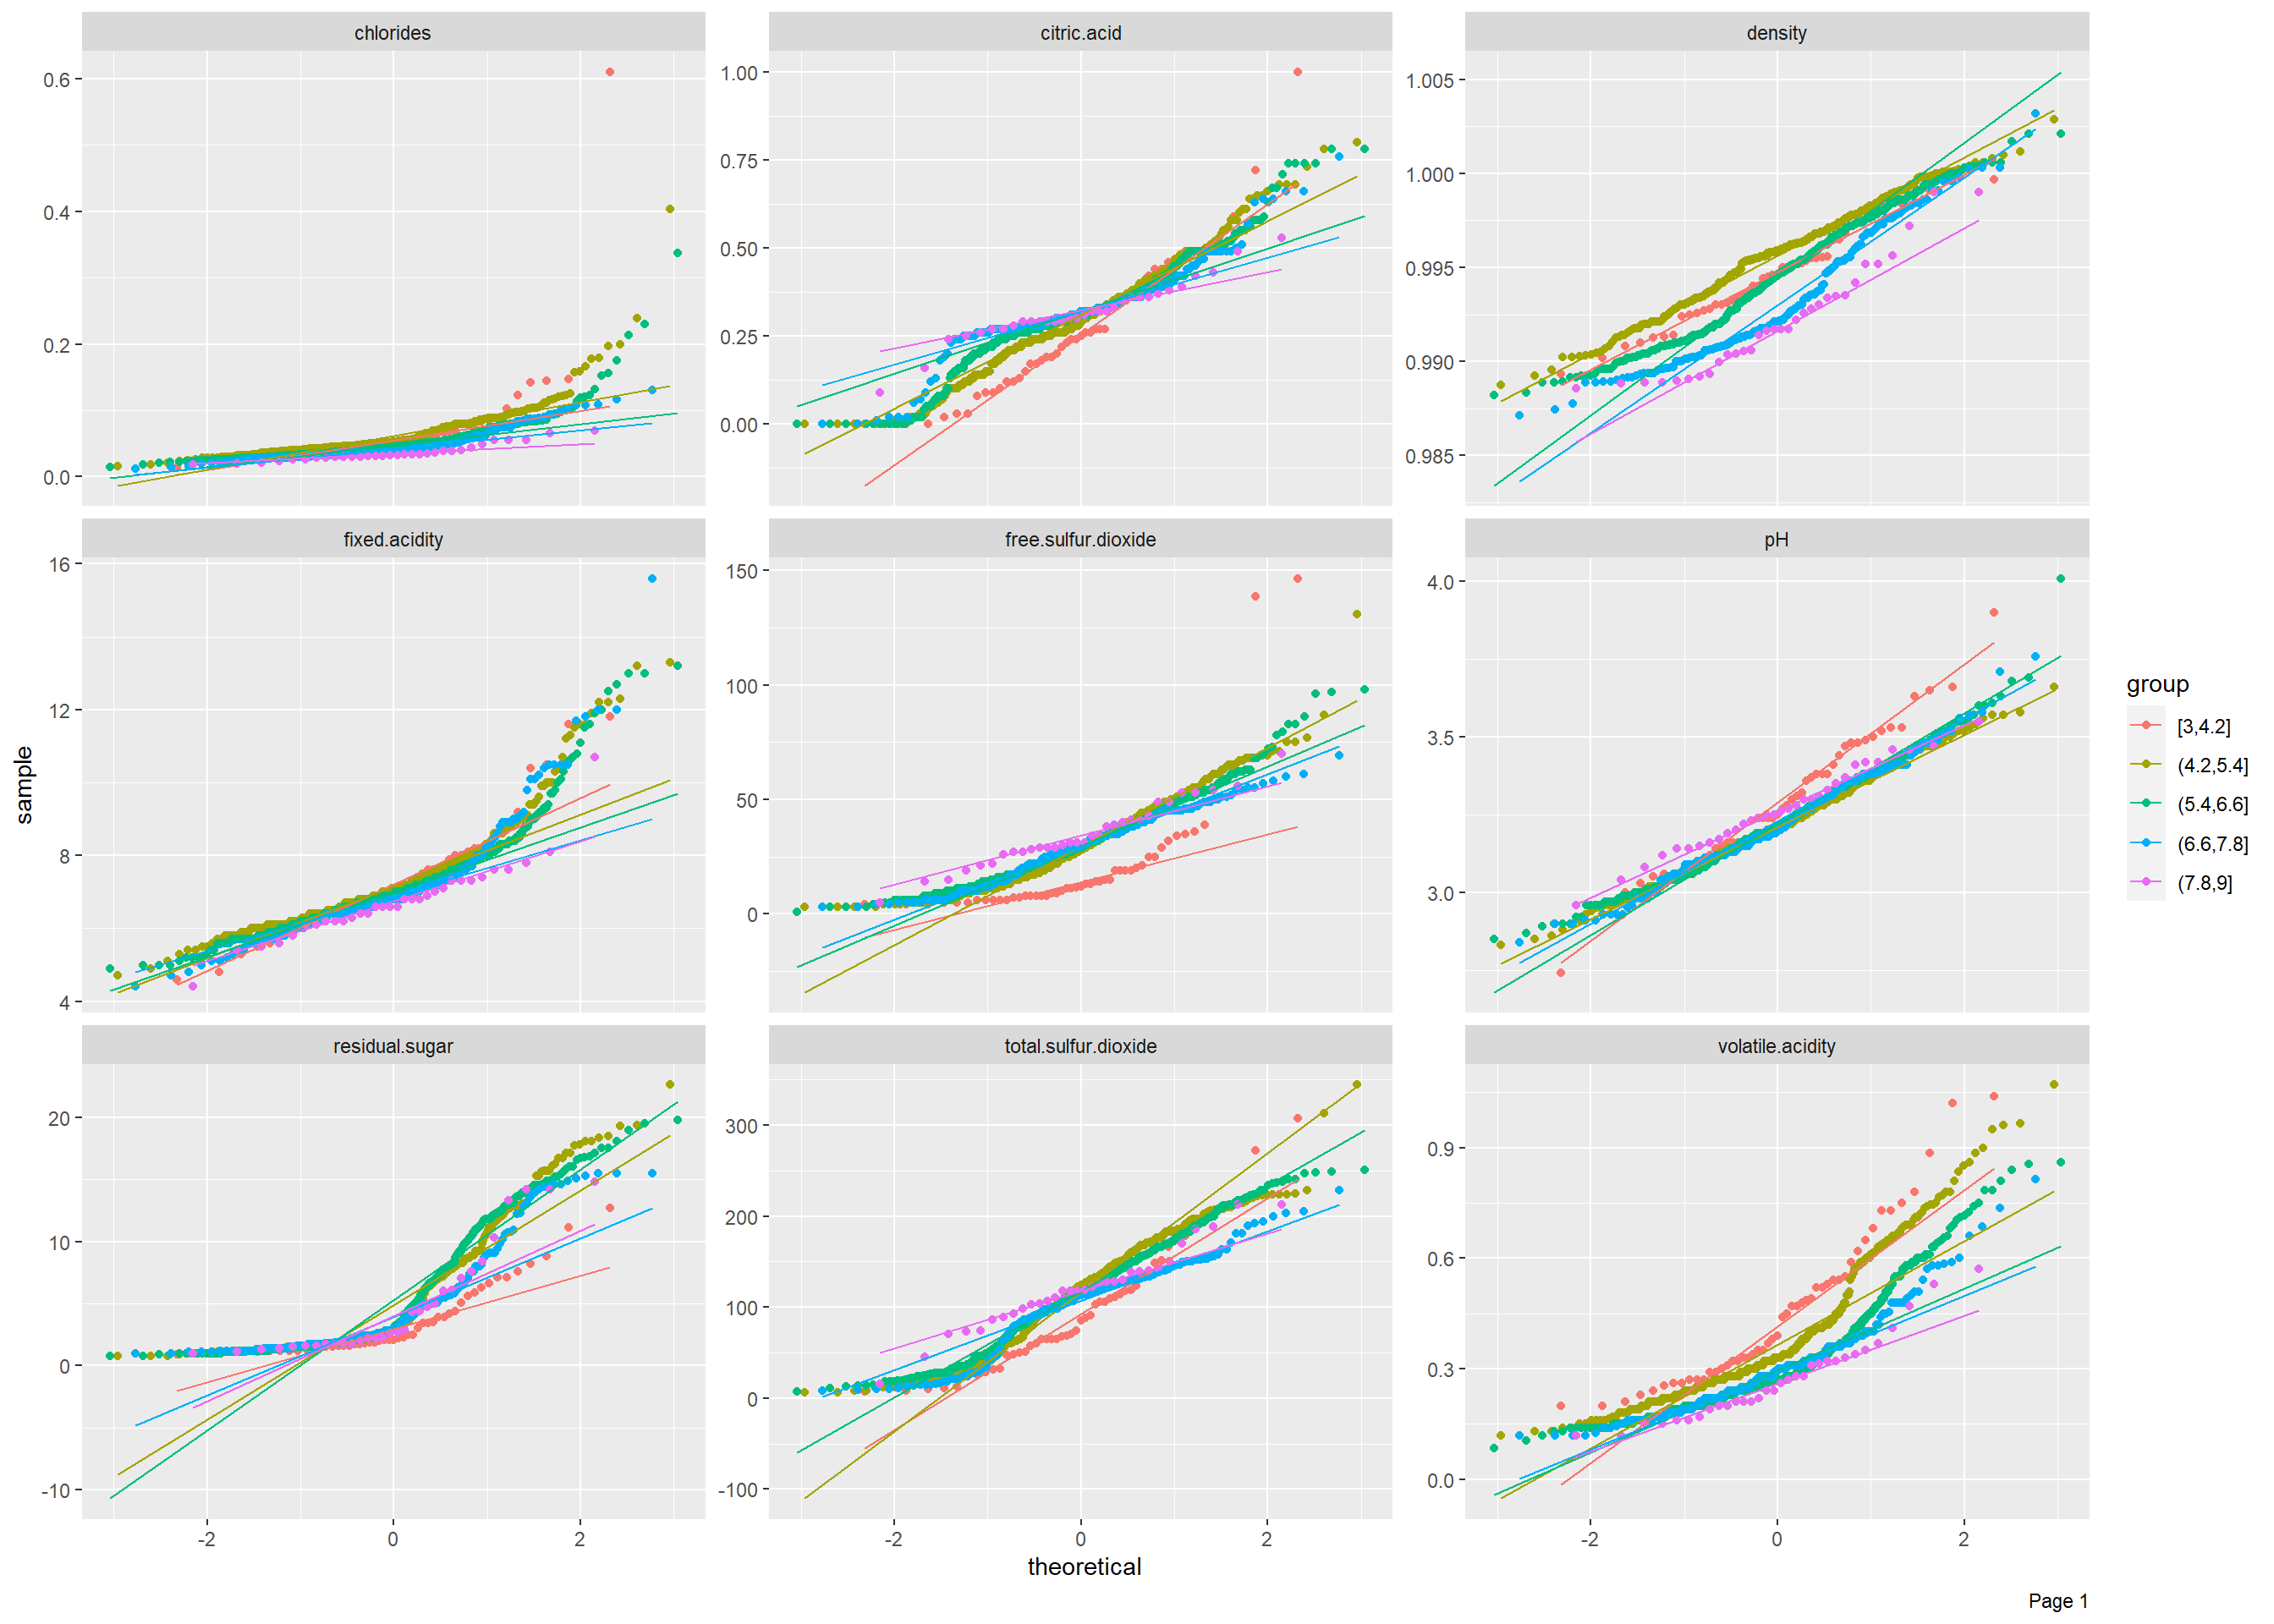 chlorides
citric.acid
density
0.6
0.4
0.2
0.0
1.00
0.75
0.50
0.25
0.00
1.005
1.000
0.995
0.990
0.985
fixed.acidity
free.sulfur.dioxide
pH
16
12
8
4
150
100
50
0
4.0
3.5
3.0
residual.sugar
total.sulfur.dioxide
volatile.acidity
20
10
0
-10
300
200
100
0
-100
0.9
0.6
0.3
0.0
-2 0 2
-2 0 2
-2 0 2
sample
theoretical
group
[3,4.2]
(4.2,5.4]
(5.4,6.6]
(6.6,7.8]
(7.8,9]
Page 1